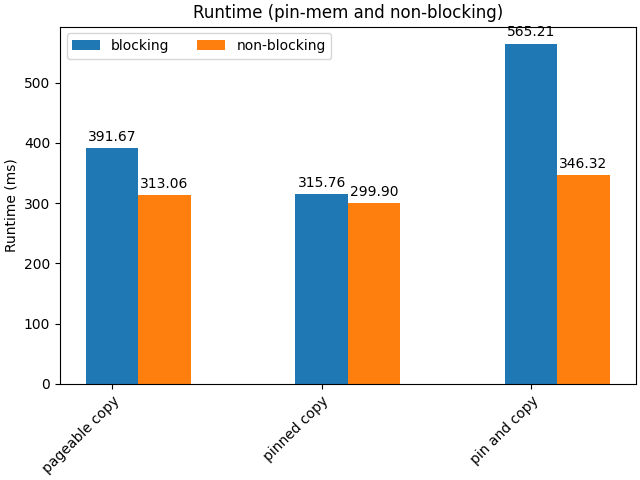 Runtime (pin-mem and non-blocking)
blocking
non-blocking
Runtime (ms)
500
400
300
200
100
0
391.67
313.06
315.76
299.90
565.21
346.32
pageable copy
pinned copy
pin and copy